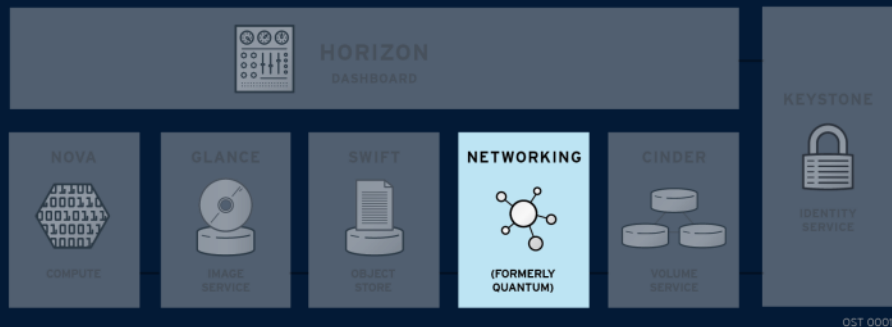 HORIZON
DASHBOARD
KEYSTONE
IDENTITY
SERVICE
NOVA
COMPUTE
GLANCE
IMAGE
SERVICE
SWIFT
OBJECT
STORE
NETWORKING
(FORMERLY
QUANTUM)
CINDER
VOLUME
SERVICE